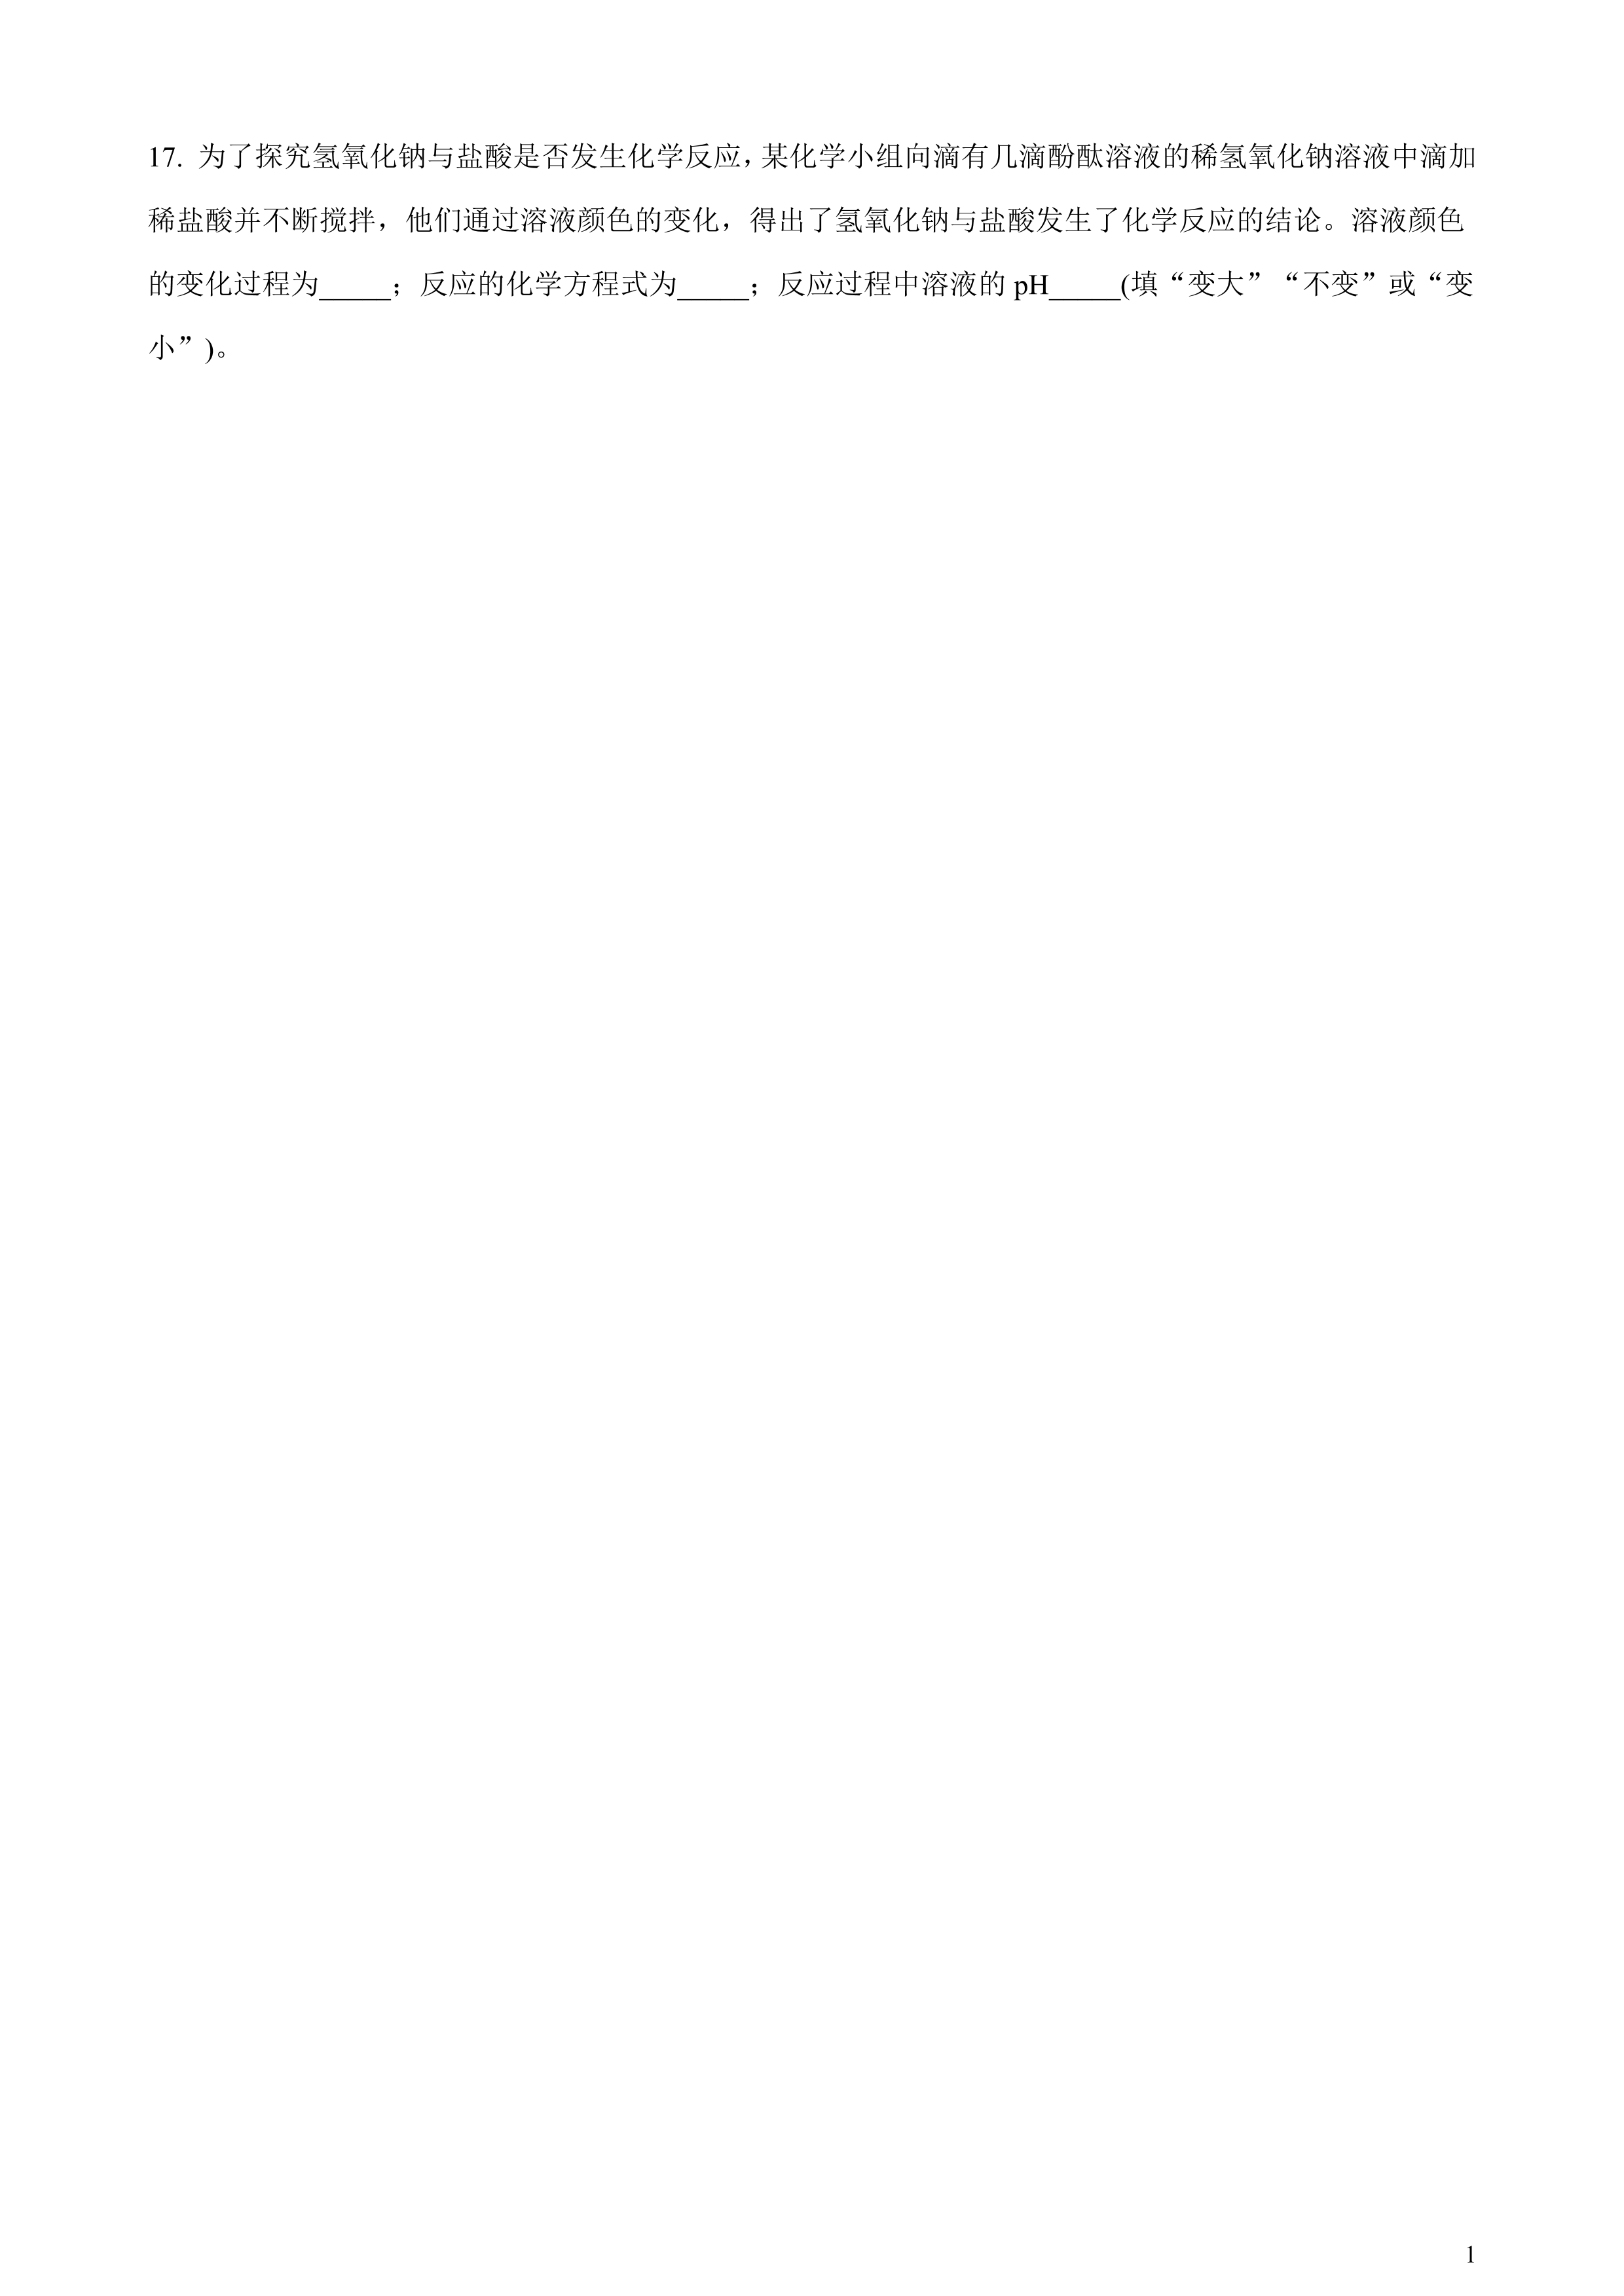 17. 为了探究氢氧化钠与盐酸是否发生化学反应，某化学小组向滴有几滴酚酞溶液的稀氢氧化钠溶液中滴加
稀盐酸并不断搅拌，他们通过溶液颜色的变化，得出了氢氧化钠与盐酸发生了化学反应的结论。溶液颜色
的变化过程为_____；反应的化学方程式为_____；反应过程中溶液的 pH_____(填“变大”“不变”或“变
小”)。
1